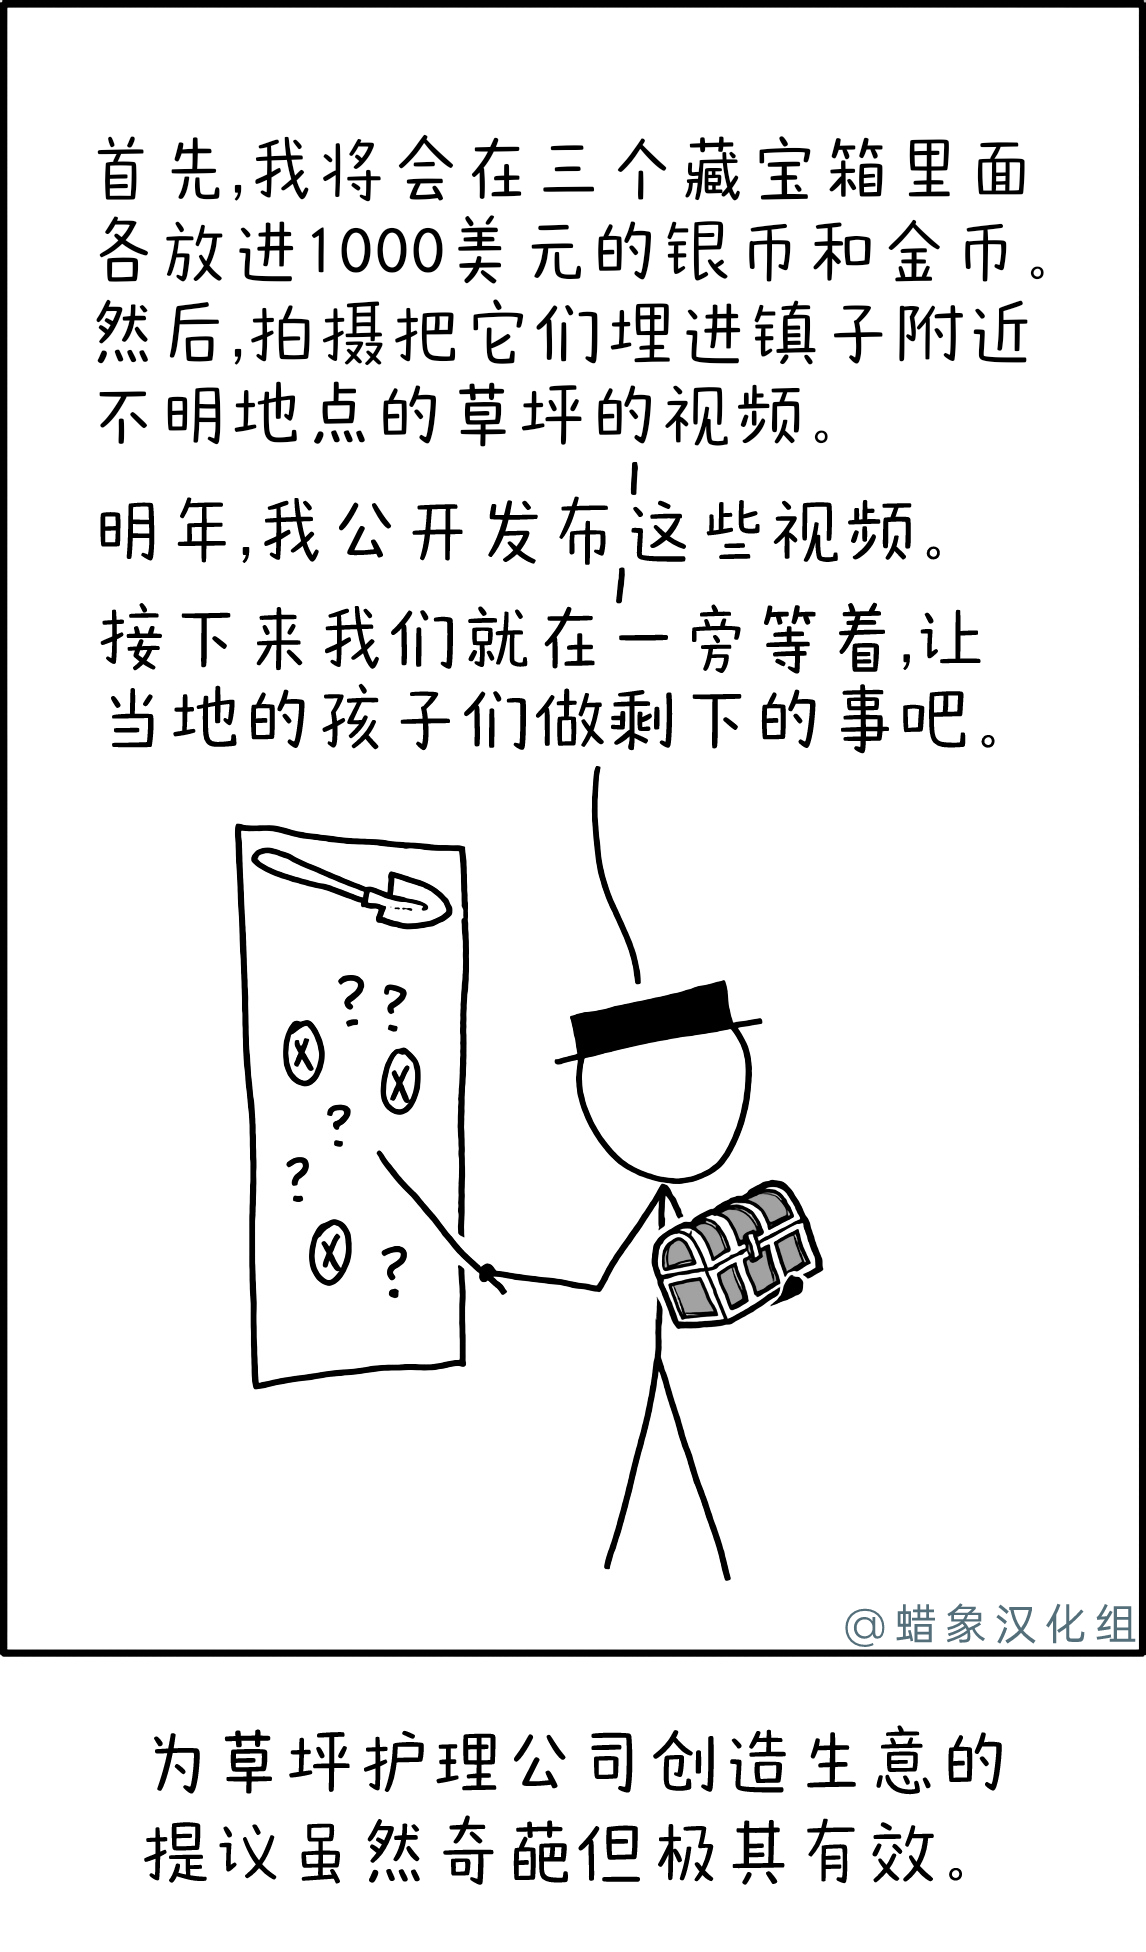 首先,我将会在三个藏宝箱里面
各放进1000美元的银币和金币。
然后,拍摄把它们埋进镇子附近
不明地点的草坪的视频。
明年,我公开发布这些视频。
接下来我们就在一旁等着,让
当地的孩子们做剩下的事吧。
? ?
X
X
?
?
X
?
@蜡象汉化组
为草坪护理公司创造生意的
提议虽然奇葩但极其有效。